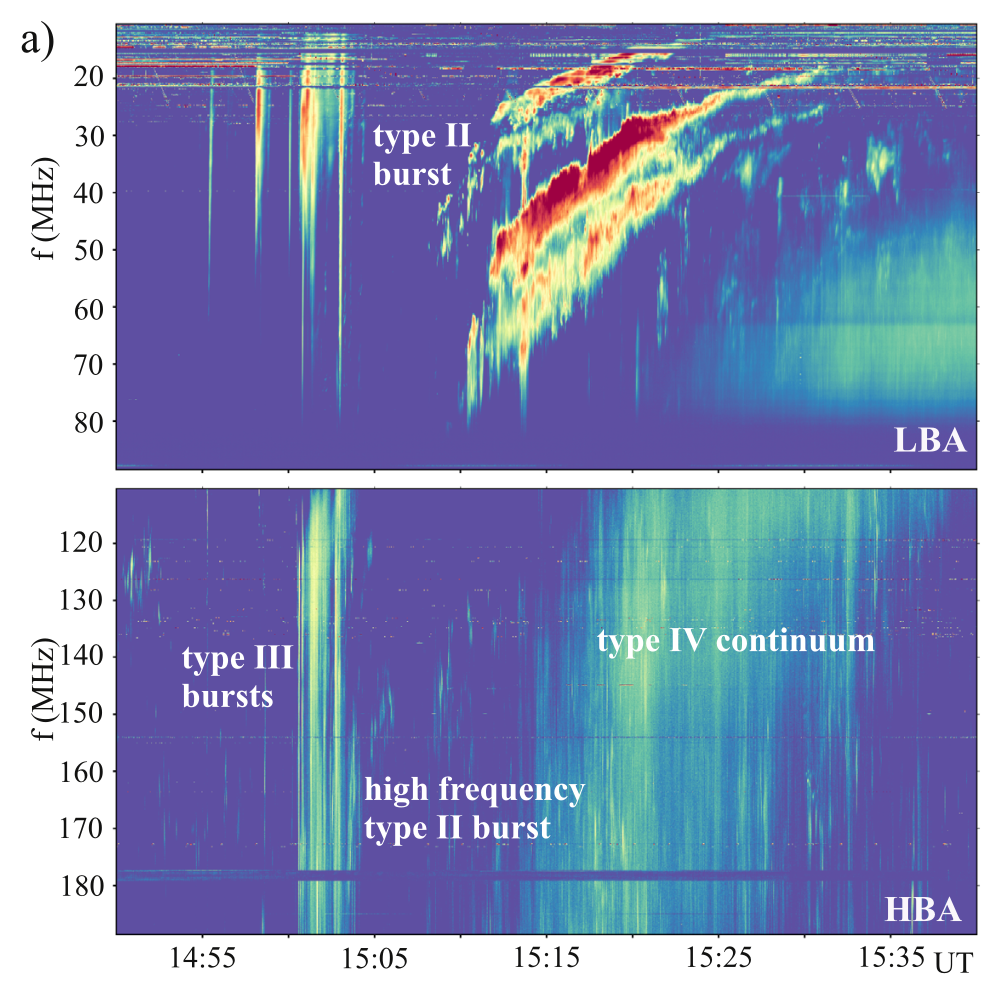 a)
20
30
40
50
60
70
80
f (MHz)
type II
burst
LBA
120
130
140
150
160
170
180
f (MHz)
type III
bursts
type IV continuum
high frequency
type II burst
HBA
14:55 15:05 15:15 15:25 15:35 UT